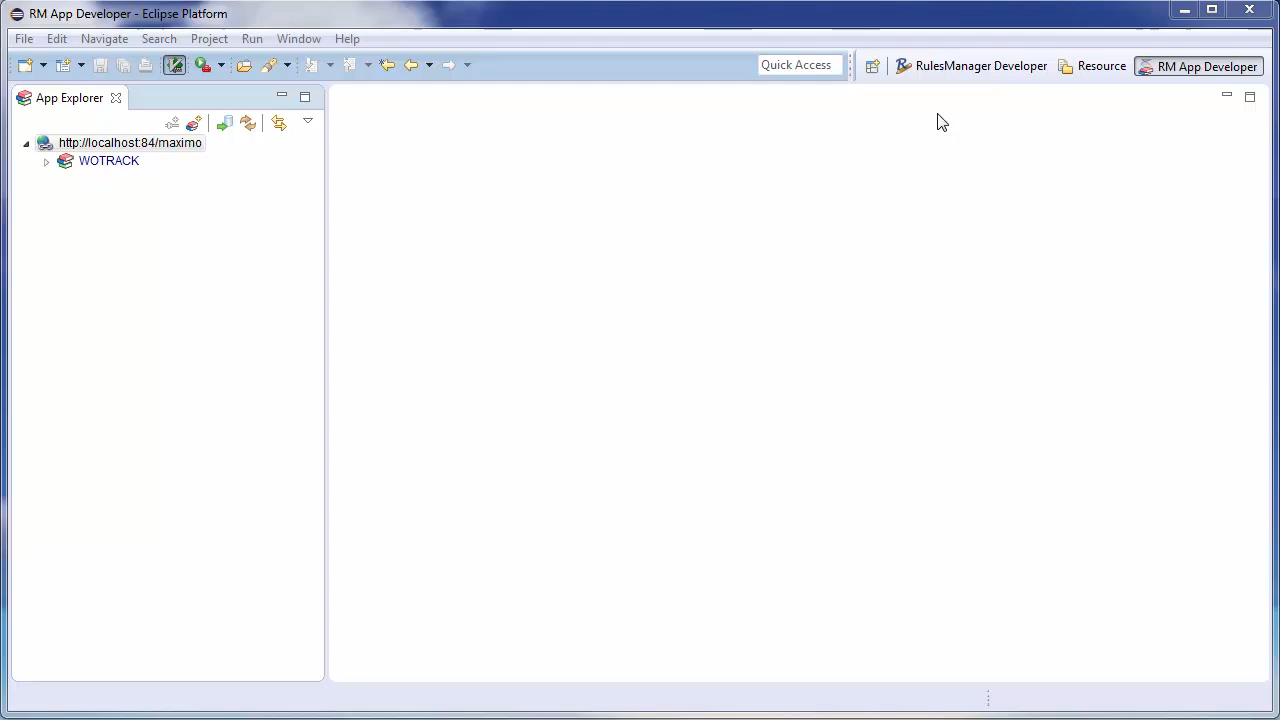 RM App Developer - Eclipse Platform
File Edit Navigate Search Project Run Window Help
Quick Access RulesManager Developer Resource RM App Developer
App Explorer
http://localhost:84/maximo
WOTRACK